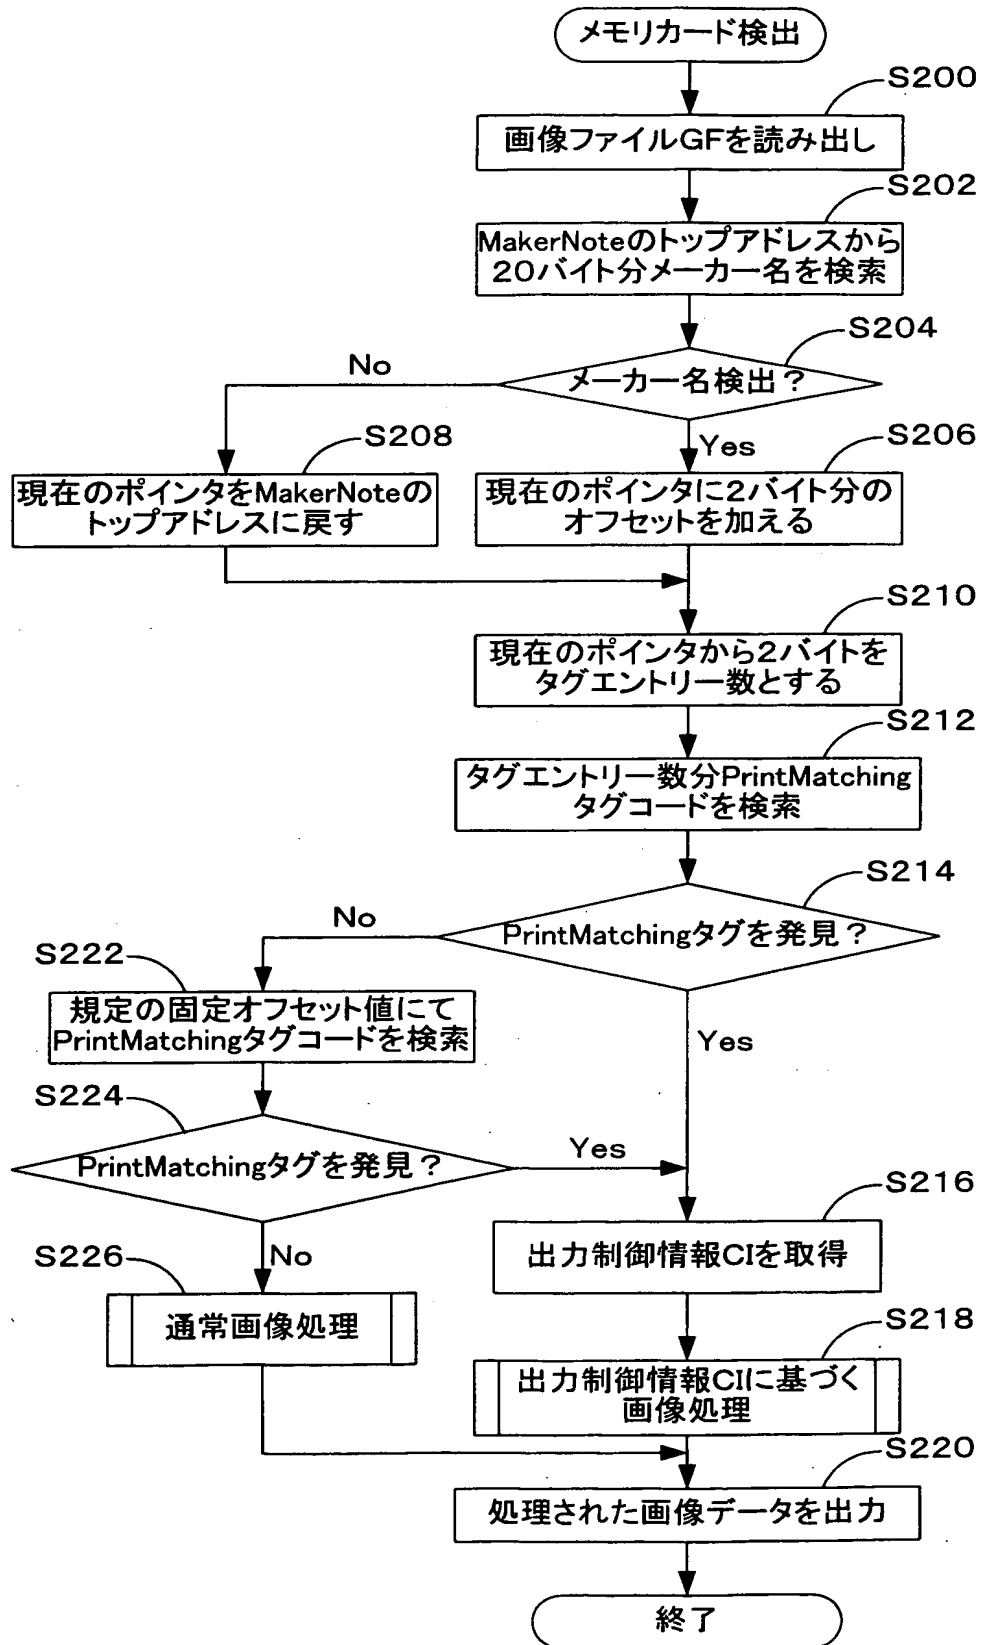 メモリカード検出
S200
画像ファイルGFを読み出し
S202
MakerNoteのトップアドレスから
20バイト分メーカー名を検索
S204
メーカー名検出？
No
Yes
S208
現在のポインタをMakerNoteの
トップアドレスに戻す
S206
現在のポインタに2バイト分の
オフセットを加える
S210
現在のポインタから2バイトを
タグエントリー数とする
S212
タグエントリー数分PrintMatching
タグコードを検索
S214
PrintMatchingタグを発見？
No
Yes
S222
規定の固定オフセット値にて
PrintMatchingタグコードを検索
S224
PrintMatchingタグを発見？
Yes
No
S216
出力制御情報CIを取得
S226
通常画像処理
S218
出力制御情報CIに基づく
画像処理
S220
処理された画像データを出力
終了